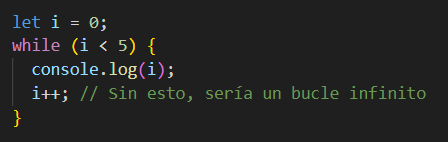 let i = 0;
while (i < 5) {
  console.log(i);
  i++; // Sin esto, sería un bucle infinito
}